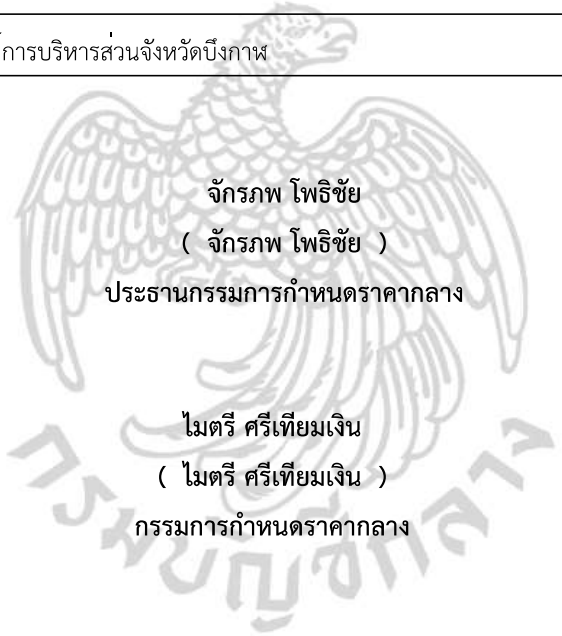 การบริหารส่วนจังหวัดบึงกาฬ
จักรภพ โพธิชัย
( จักรภพ โพธิชัย )
ประธานกรรมการกำหนดราคากลาง
ไมตรี ศรีเทียมเงิน
( ไมตรี ศรีเทียมเงิน )
กรรมการกำหนดราคากลาง
กรมบัญชีกลาง